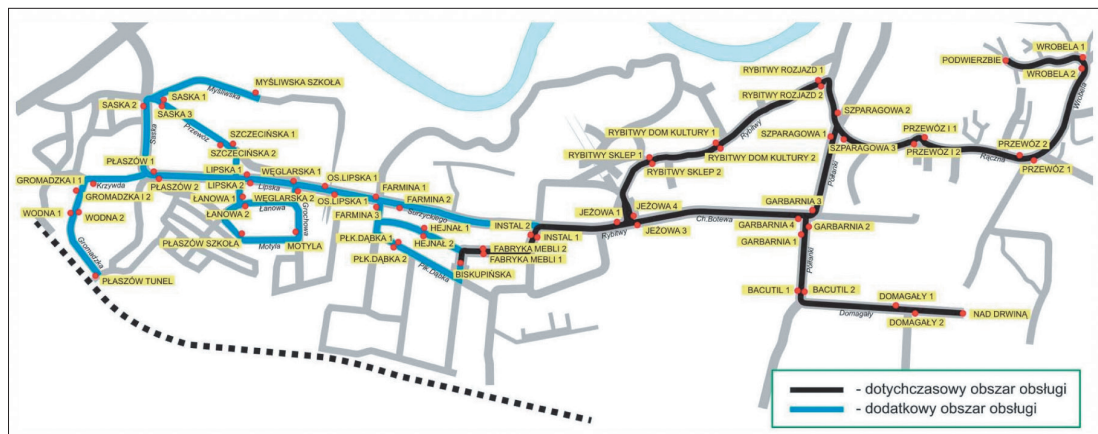 MYŚLIWSKA SZKOŁA
Myśliwska
SASKA 1
SASKA 2
SASKA 3
Saska
Przewóz
SZCZECIŃSKA 1
SZCZECIŃSKA 2
PŁASZÓW 1
PŁASZÓW 2
GROMADZKA I 1
Krzywda
GROMADZKA I 2
WODNA 1
WODNA 2
Gromadzka
PŁASZÓW TUNEL
LIPSKA 1
LIPSKA 2
Lipska
WĘGLARSKA 1
WĘGLARSKA 2
OS.LIPSKA 1
OS.LIPSKA 1
ŁANOWA 1
ŁANOWA 2
Łanowa
Grochowa
PŁASZÓW SZKOŁA
Motyla
MOTYLA
FARMINA 1
FARMINA 2
FARMINA 3
Surzyckiego
HEJNAŁ 1
HEJNAŁ 2
PŁK.DĄBKA 1
PŁK.DĄBKA 2
Płk.Dąbka
BISKUPIŃSKA
INSTAL 2
INSTAL 1
FABRYKA MEBLI 2
FABRYKA MEBLI 1
Rybitwy
JEŻOWA 1
JEŻOWA 4
JEŻOWA 3
RYBITWY SKLEP 1
RYBITWY SKLEP 2
RYBITWY DOM KULTURY 1
RYBITWY DOM KULTURY 2
Rybitwy
RYBITWY ROZJAZD 1
RYBITWY ROZJAZD 2
SZPARAGOWA 2
SZPARAGOWA 1
SZPARAGOWA 3
Półłanki
PRZEWÓZ I 1
PRZEWÓZ I 2
Rączna
PRZEWÓZ 2
PRZEWÓZ 1
PODWIERZBIE
WROBELA 1
WROBELA 2
Wrobela
Ch.Botewa
GARBARNIA 3
GARBARNIA 4
GARBARNIA 2
GARBARNIA 1
Półłanki
BACUTIL 1
BACUTIL 2
DOMAGAŁY 1
DOMAGAŁY 2
Domagały
NAD DRWINĄ
- dotychczasowy obszar obsługi
- dodatkowy obszar obsługi